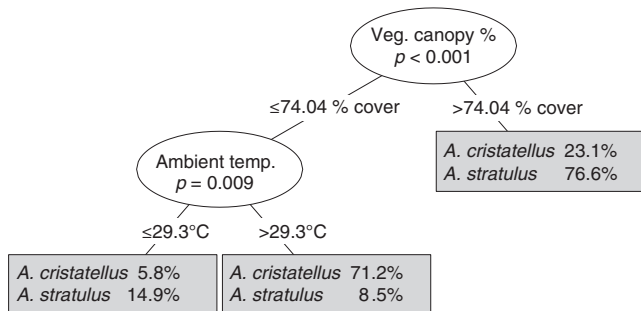 Veg. canopy %
p < 0.001
≤74.04 % cover
>74.04 % cover
A. cristatellus 23.1%
A. stratulus 76.6%
Ambient temp.
p = 0.009
≤29.3°C
>29.3°C
A. cristatellus 5.8%
A. stratulus 14.9%
A. cristatellus 71.2%
A. stratulus 8.5%